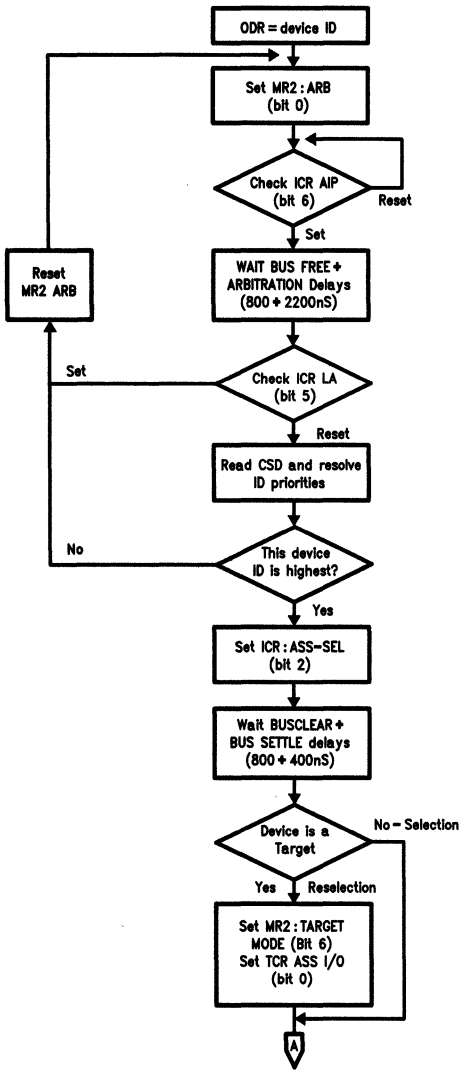 ODR = device ID
Set MR2 : ARB
(bit 0)
Check ICR AIP
(bit 6)
Reset
Set
Reset
MR2 ARB
WAIT BUS FREE +
ARBITRATION Delays
(800 + 2200nS)
Set
Check ICR LA
(bit 5)
Reset
Read CSD and resolve
ID priorities
No
This device
ID is highest?
Yes
Set ICR : ASS-SEL
(bit 2)
Wait BUSCLEAR +
BUS SETTLE delays
(800 + 400nS)
Device is a
Target
No - Selection
Yes
Reselection
Set MR2 : TARGET
MODE (Bit 6)
Set TCR ASS I/O
(bit 0)
A